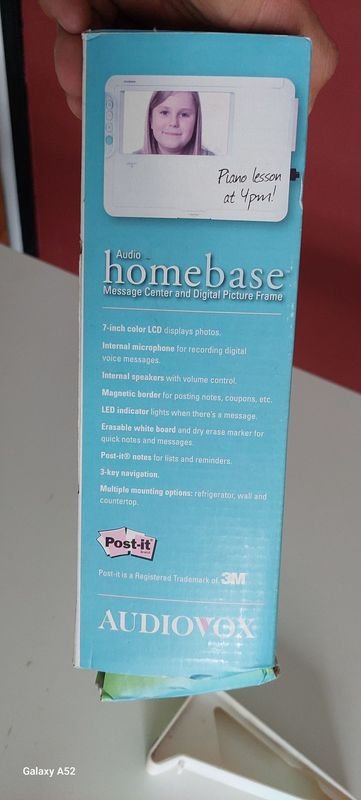 Piano lesson
at 4pm!
Audio
homebase™
Message Center and Digital Picture Frame
7-inch color LCD displays photos.
Internal microphone for recording digital
voice messages.
Internal speakers with volume control.
Magnetic border for posting notes, coupons, etc.
LED indicator lights when there's a message.
Erasable white board and dry erase marker for
quick notes and messages.
Post-it® notes for lists and reminders.
3-key navigation.
Multiple mounting options: refrigerator, wall and
countertop.
Post-it
Post-it is a Registered Trademark of 3M
AUDIOVOX
Galaxy A52